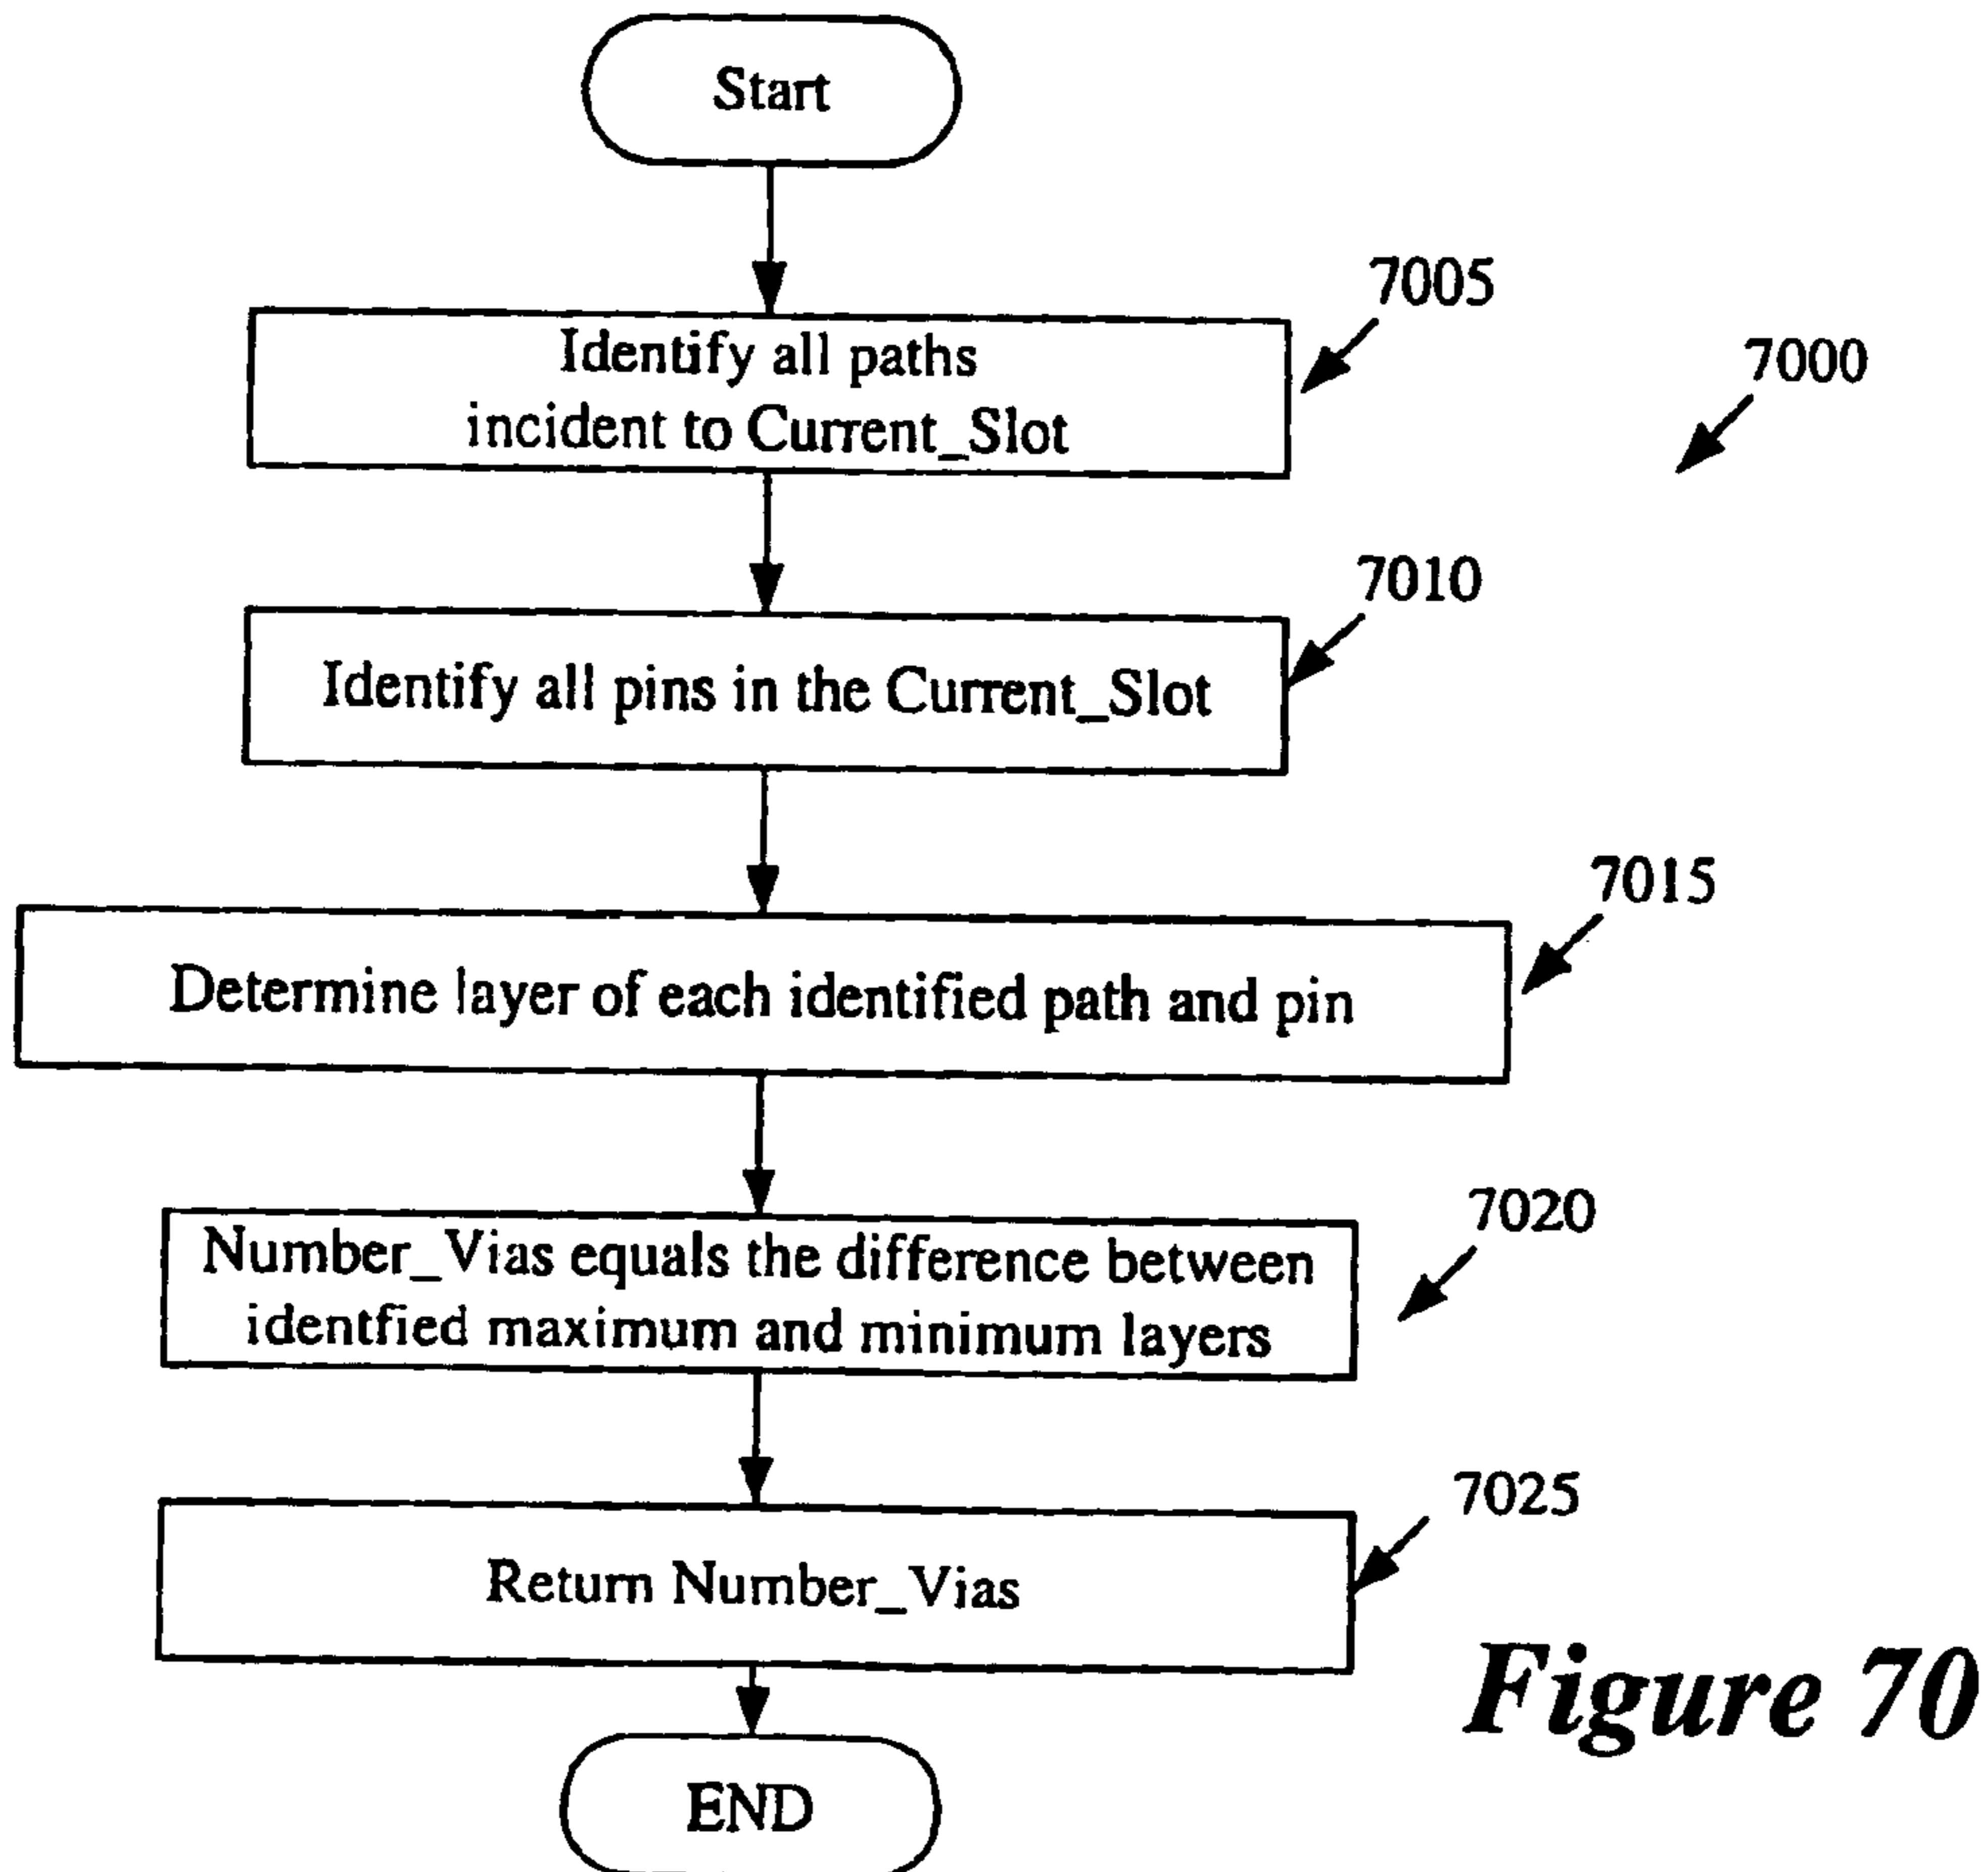 Start
7005
Identify all paths
incident to Current_Slot
7000
7010
Identify all pins in the Current_Slot
7015
Determine layer of each identified path and pin
7020
Number_Vias equals the difference between
identfied maximum and minimum layers
7025
Return Number_Vias
Figure 70
END